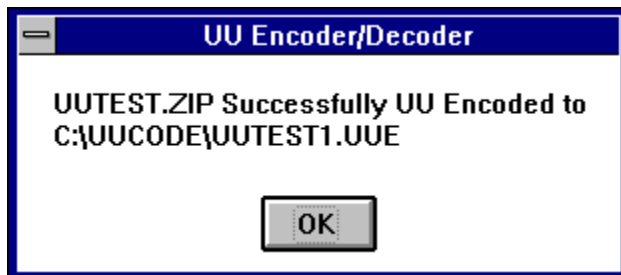 UU Encoder/Decoder
UUTEST.ZIP Successfully UU Encoded to
C:\UUCODE\UUTEST1.UUE
OK